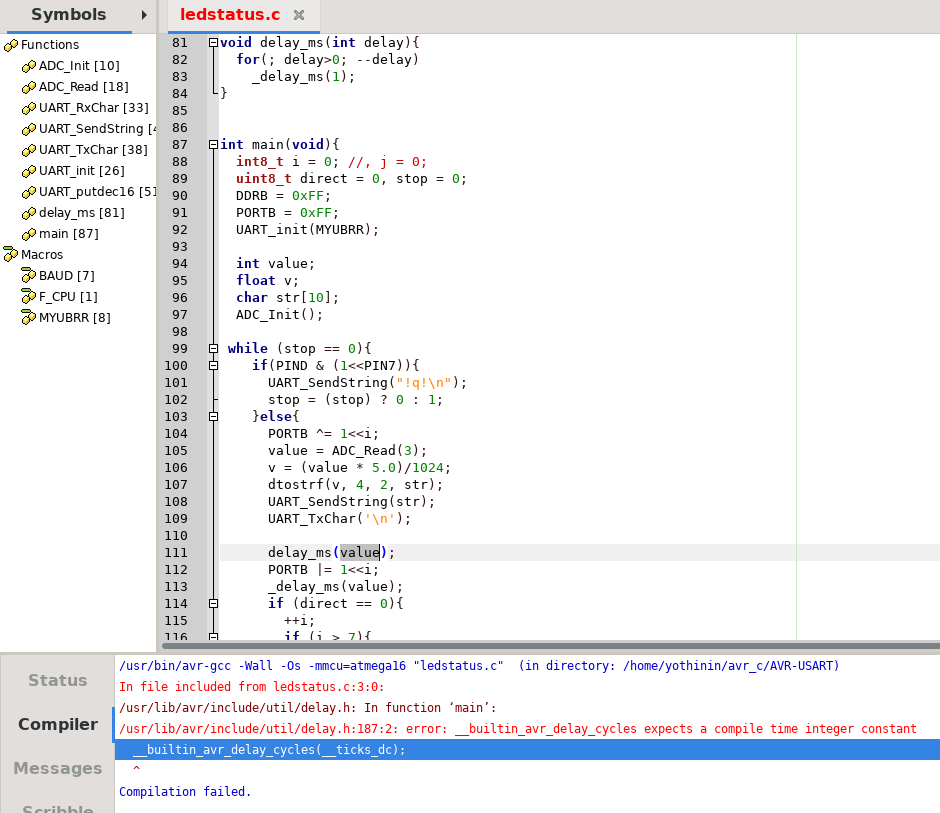 Symbols
ledstatus.c
Functions
ADC_Init [10]
ADC_Read [18]
UART_RxChar [33]
UART_SendString [4
UART_TxChar [38]
UART_init [26]
UART_putdec16 [51
delay_ms [81]
main [87]
Macros
BAUD [7]
F_CPU [1]
MYUBRR [8]
81 void delay_ms(int delay){
82 for(; delay>0; --delay)
83 _delay_ms(1);
84 }
85
86
87 int main(void){
88 int8_t i = 0; //, j = 0;
89 uint8_t direct = 0, stop = 0;
90 DDRB = 0xFF;
91 PORTB = 0xFF;
92 UART_init(MYUBRR);
93
94 int value;
95 float v;
96 char str[10];
97 ADC_Init();
98
99 while (stop == 0){
100 if(PIND & (1<<PIN7)){
101 UART_SendString("!q!\n");
102 stop = (stop) ? 0 : 1;
103 }else{
104 PORTB ^= 1<<i;
105 value = ADC_Read(3);
106 v = (value * 5.0)/1024;
107 dtostrf(v, 4, 2, str);
108 UART_SendString(str);
109 UART_TxChar('\n');
110
111 delay_ms(value);
112 PORTB |= 1<<i;
113 _delay_ms(value);
114 if (direct == 0){
115 ++i;
116 if (i > 7){
Status
Compiler
Messages
Scribble
/usr/bin/avr-gcc -Wall -Os -mmcu=atmega16 "ledstatus.c" (in directory: /home/yothinin/avr_c/AVR-USART)
In file included from ledstatus.c:3:0:
/usr/lib/avr/include/util/delay.h: In function ‘main’:
/usr/lib/avr/include/util/delay.h:187:2: error: __builtin_avr_delay_cycles expects a compile time integer constant
__builtin_avr_delay_cycles(__ticks_dc);
^
Compilation failed.